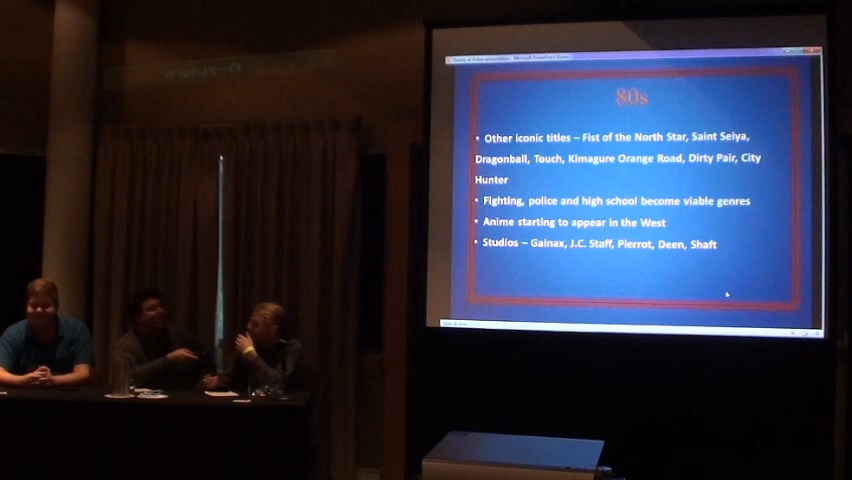 80s
• Other iconic titles – Fist of the North Star, Saint Seiya,
Dragonball, Touch, Kimagure Orange Road, Dirty Pair, City
Hunter
• Fighting, police and high school become viable genres
• Anime starting to appear in the West
• Studios – Gainax, J.C. Staff, Pierrot, Deen, Shaft